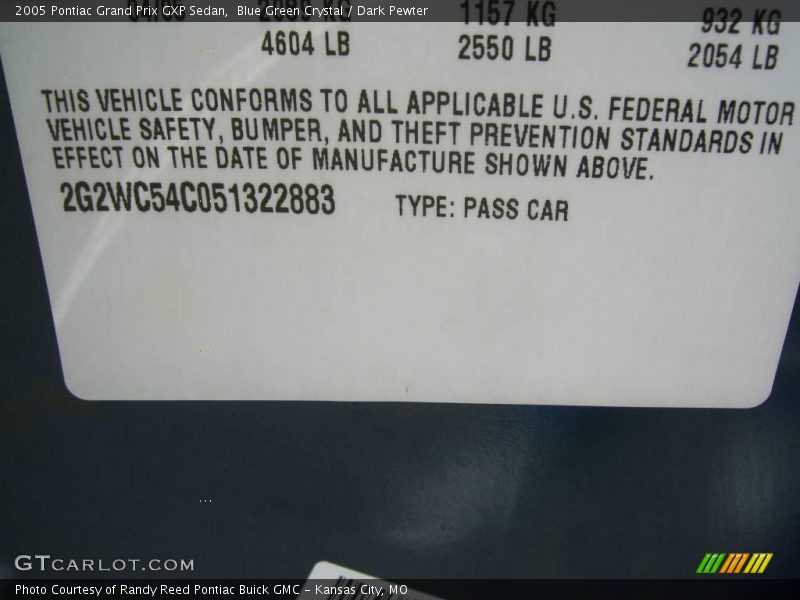 2005 Pontiac Grand Prix GXP Sedan,  Blue Green Crystal / Dark Pewter
1157 KG 932 KG
4604 LB 2550 LB 2054 LB
THIS VEHICLE CONFORMS TO ALL APPLICABLE U.S. FEDERAL MOTOR
VEHICLE SAFETY, BUMPER, AND THEFT PREVENTION STANDARDS IN
EFFECT ON THE DATE OF MANUFACTURE SHOWN ABOVE.
2G2WC54C051322883 TYPE: PASS CAR
GTCARLOT.COM
Photo Courtesy of Randy Reed Pontiac Buick GMC - Kansas City, MO